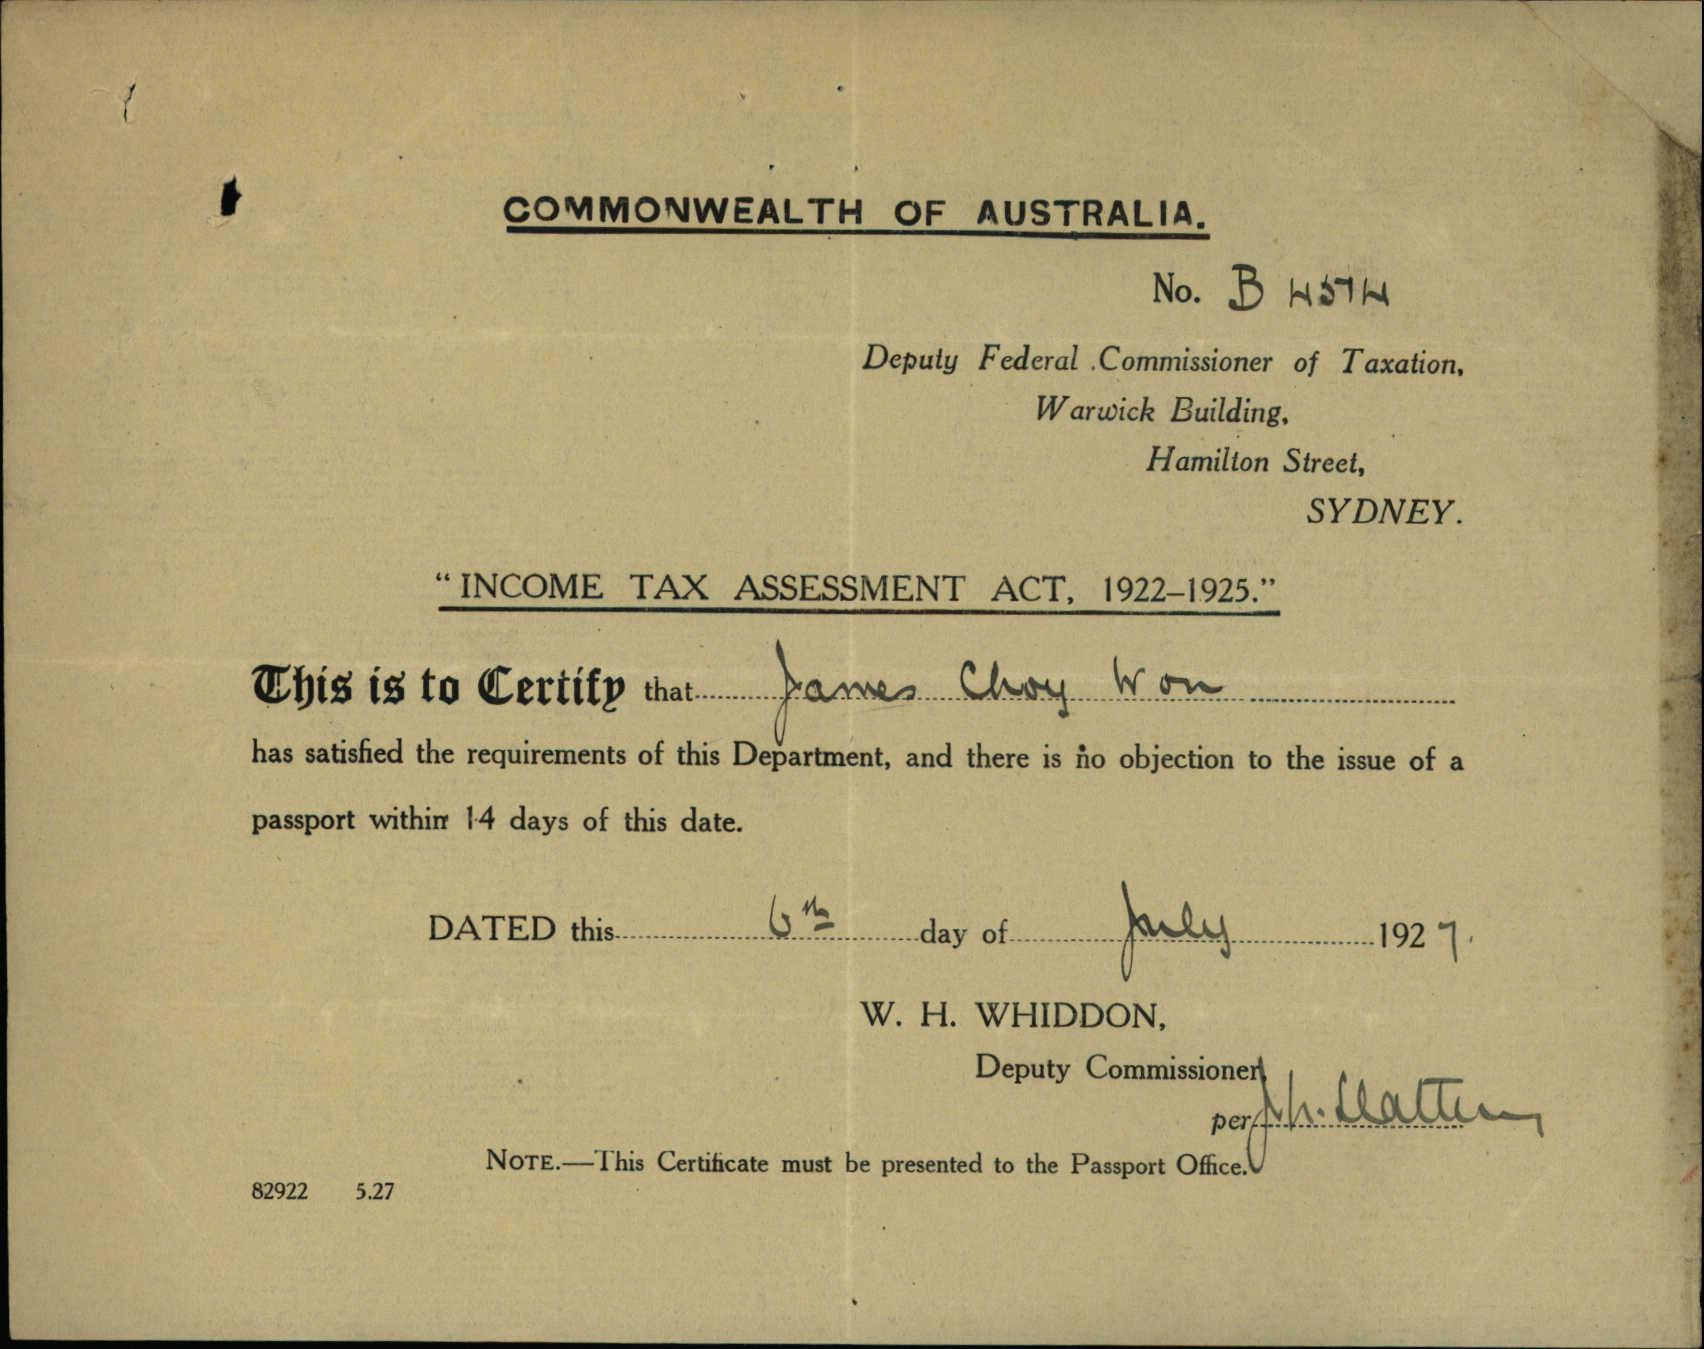 COMMONWEALTH OF AUSTRALIA.
No. B 4574
Deputy Federal Commissioner of Taxation,
Warwick Building,
Hamilton Street,
SYDNEY.
"INCOME TAX ASSESSMENT ACT, 1922–1925."
This is to Certify that James Choy Won
has satisfied the requirements of this Department, and there is no objection to the issue of a
passport within 14 days of this date.
DATED this 6th day of July 1927.
W. H. WHIDDON,
Deputy Commissioner,
per
NOTE.—This Certificate must be presented to the Passport Office.
82922 5.27